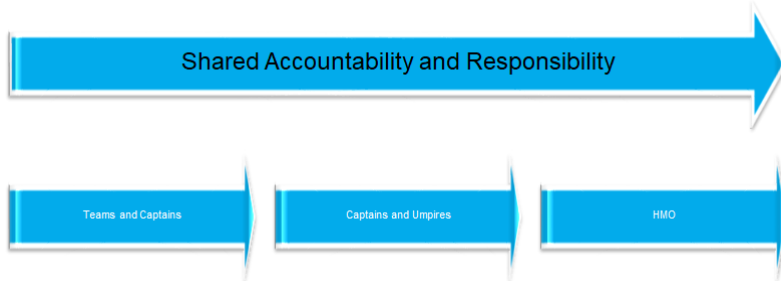 Shared Accountability and Responsibility
Teams and Captains
Captains and Umpires
HMO